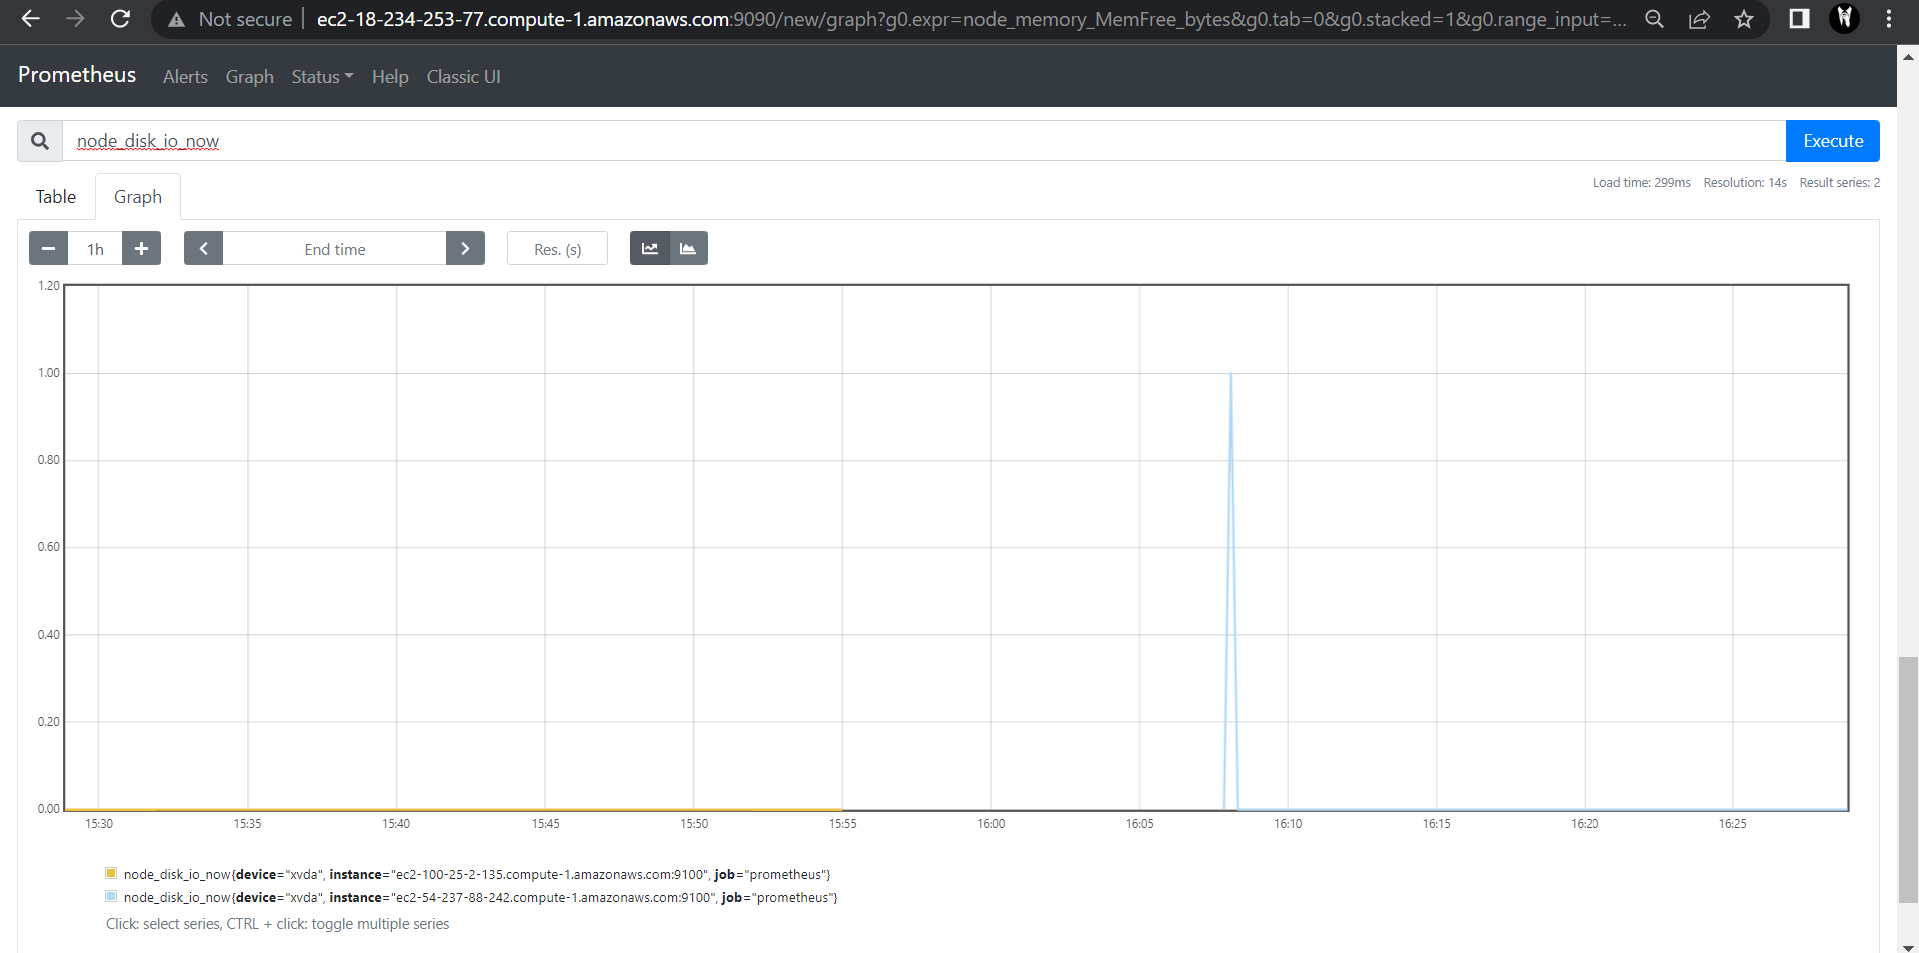 Not secure | ec2-18-234-253-77.compute-1.amazonaws.com:9090/new/graph?g0.expr=node_memory_MemFree_bytes&g0.tab=0&g0.stacked=1&g0.range_input=...
Prometheus Alerts Graph Status Help Classic UI
node_disk_io_now Execute
Table Graph Load time: 299ms Resolution: 14s Result series: 2
− 1h + End time Res. (s)
1.20
1.00
0.80
0.60
0.40
0.20
0.00
15:30 15:35 15:40 15:45 15:50 15:55 16:00 16:05 16:10 16:15 16:20 16:25
node_disk_io_now{device="xvda", instance="ec2-100-25-2-135.compute-1.amazonaws.com:9100", job="prometheus"}
node_disk_io_now{device="xvda", instance="ec2-54-237-88-242.compute-1.amazonaws.com:9100", job="prometheus"}
Click: select series, CTRL + click: toggle multiple series